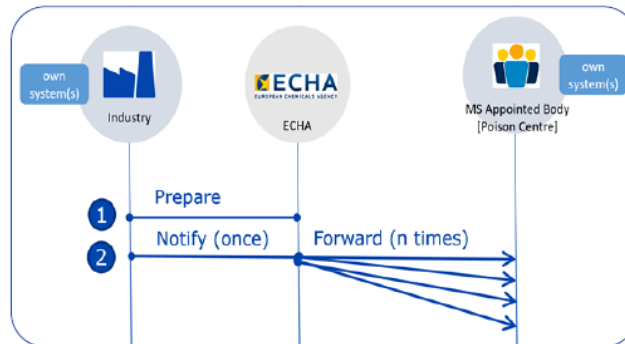 own
system(s)
Industry
ECHA
EUROPEAN CHEMICALS AGENCY
ECHA
own
system(s)
MS Appointed Body
[Poison Centre]
1
Prepare
2
Notify (once)
Forward (n times)